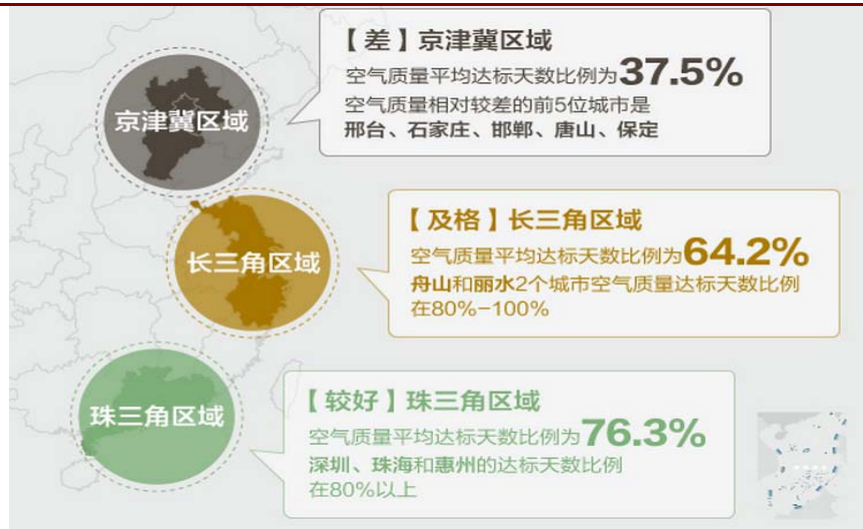 京津冀区域
【差】京津冀区域
空气质量平均达标天数比例为37.5%
空气质量相对较差的前5位城市是
邢台、石家庄、邯郸、唐山、保定
长三角区域
【及格】长三角区域
空气质量平均达标天数比例为64.2%
舟山和丽水2个城市空气质量达标天数比例
在80%-100%
珠三角区域
【较好】珠三角区域
空气质量平均达标天数比例为76.3%
深圳、珠海和惠州的达标天数比例
在80%以上